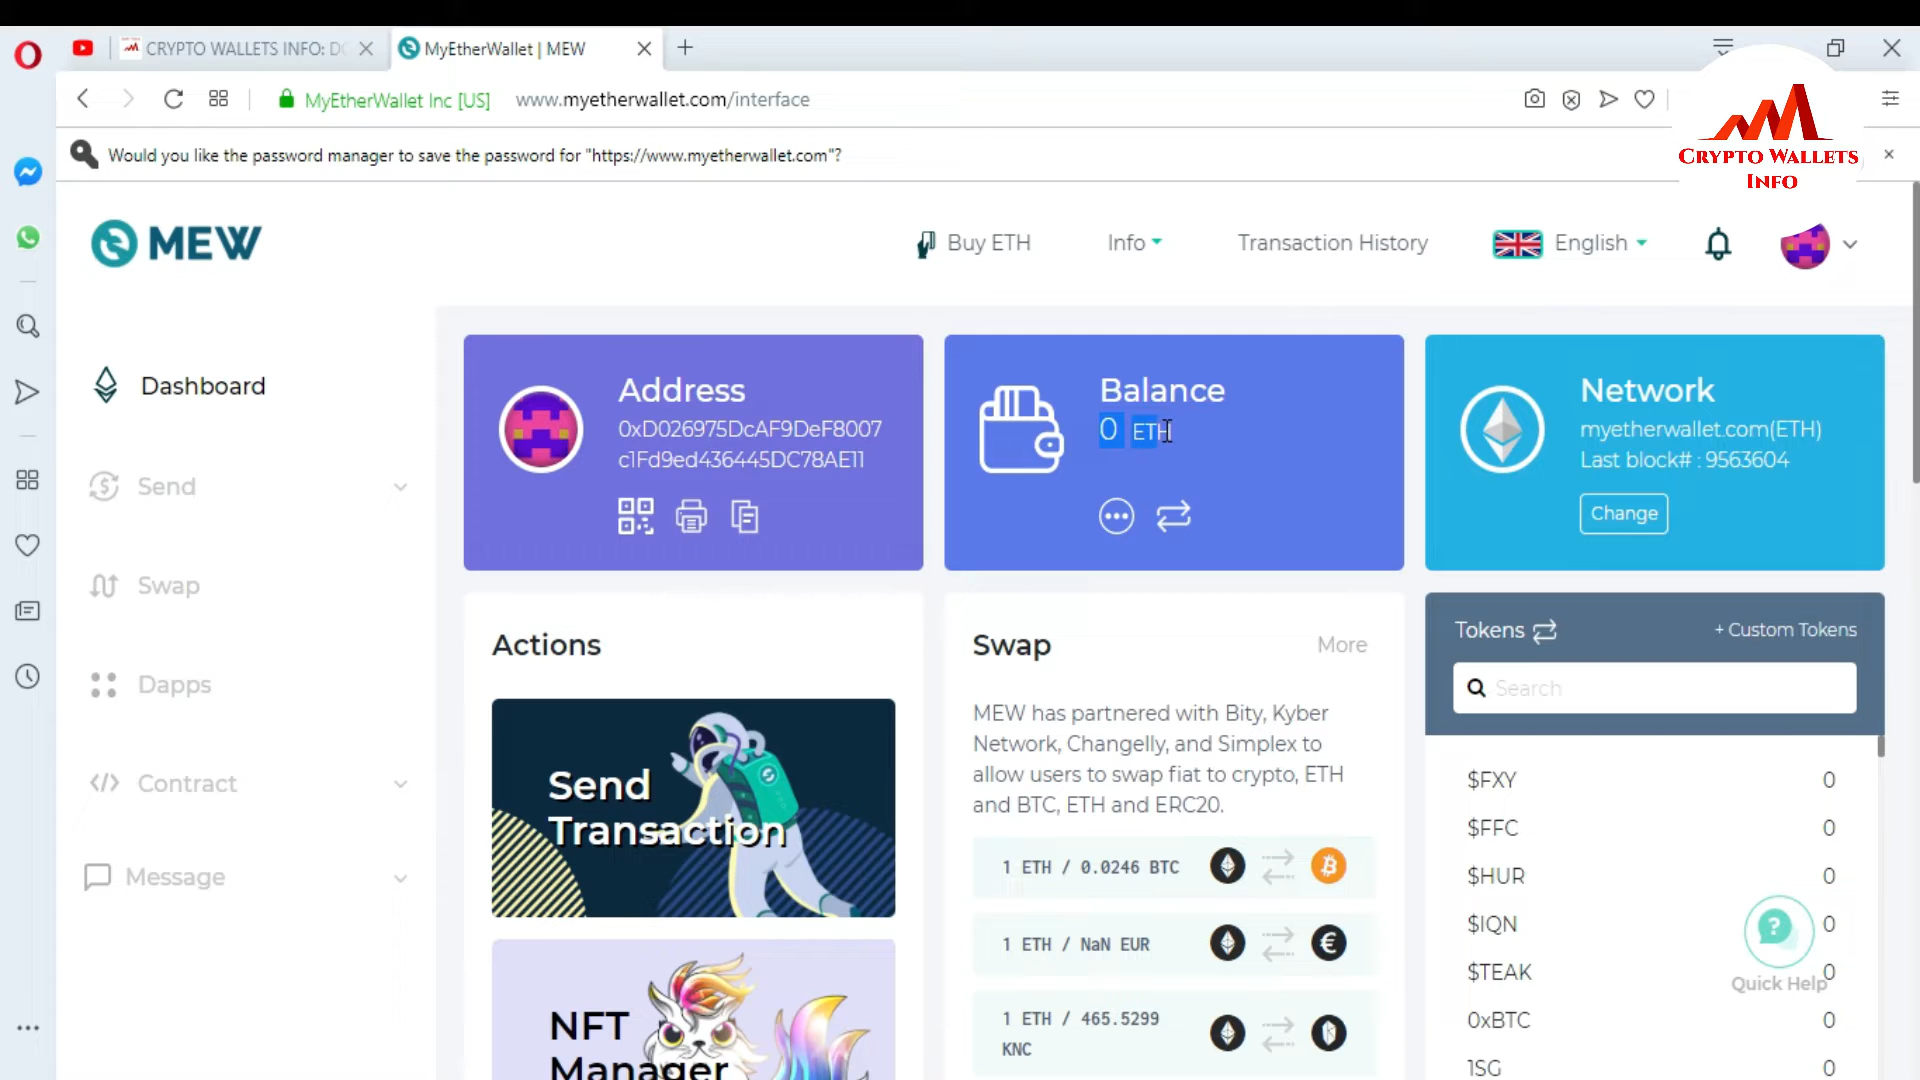 CRYPTO WALLETS INFO: DO
MyEtherWallet | MEW
MyEtherWallet Inc [US] www.myetherwallet.com/interface
Would you like the password manager to save the password for "https://www.myetherwallet.com"?
CRYPTO WALLETS
INFO
MEW
Buy ETH
Info
Transaction History
English
Dashboard
Send
Swap
Dapps
Contract
Message
Address
0xD026975DcAF9DeF8007
c1Fd9ed436445DC78AE11
Balance
0 ETH
Network
myetherwallet.com(ETH)
Last block# : 9563604
Change
Actions
Send
Transaction
NFT
Manager
Swap
More
MEW has partnered with Bity, Kyber
Network, Changelly, and Simplex to
allow users to swap fiat to crypto, ETH
and BTC, ETH and ERC20.
1 ETH / 0.0246 BTC
1 ETH / NaN EUR
1 ETH / 465.5299
KNC
Tokens
+ Custom Tokens
Search
$FXY 0
$FFC 0
$HUR 0
$IQN 0
$TEAK 0
0xBTC 0
1SG 0
Quick Help